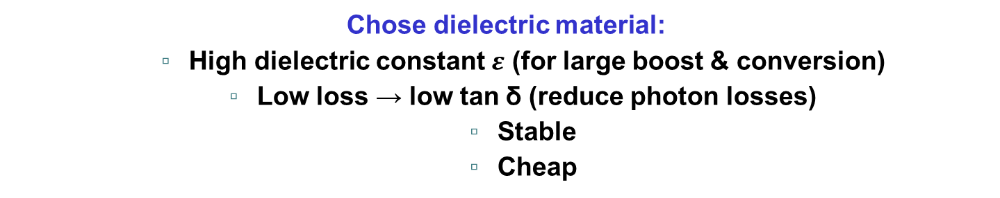 Chose dielectric material:
▫ High dielectric constant 𝜺 (for large boost & conversion)
▫ Low loss → low tan δ (reduce photon losses)
▫ Stable
▫ Cheap